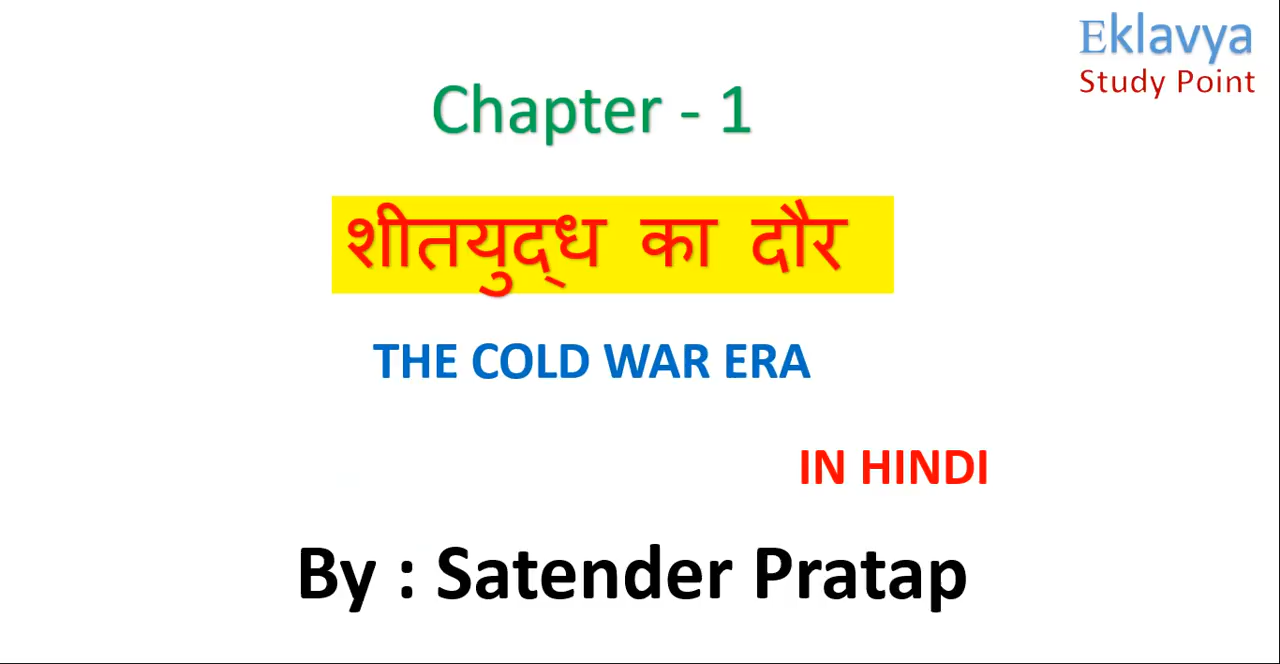 Eklavya
Study Point
Chapter - 1
शीतयुद्ध का दौर
THE COLD WAR ERA
IN HINDI
By : Satender Pratap